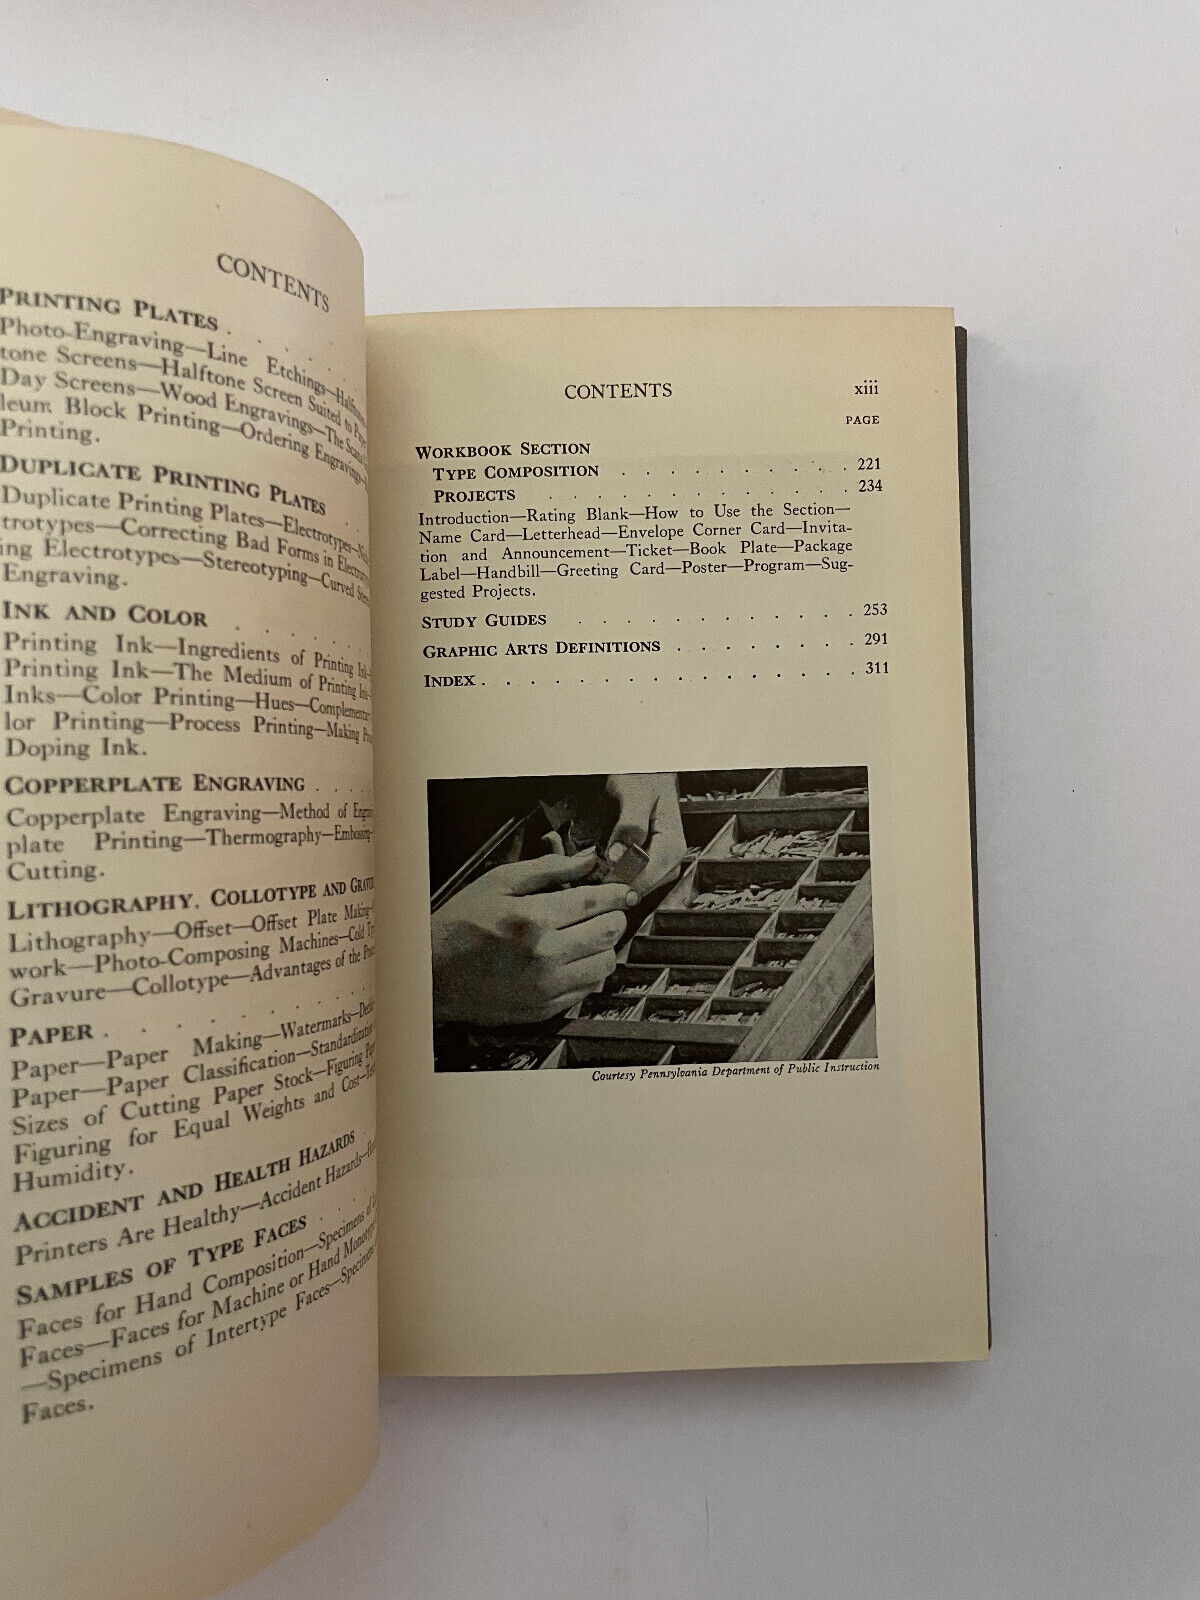 CONTENTS
PRINTING PLATES . . . . .
Photo-Engraving—Line Etchings—Half
tone Screens—Halftone Screen Suited to
Day Screens—Wood Engravings—The
leum Block Printing—Ordering Engravings
Printing.
DUPLICATE PRINTING PLATES . .
Duplicate Printing Plates—Electrotypes—
trotypes—Correcting Bad Forms in
ing Electrotypes—Stereotyping—Curved
Engraving.
INK AND COLOR . . . . .
Printing Ink—Ingredients of Printing Ink
Printing Ink—The Medium of Printing Ink
Inks—Color Printing—Hues—Complementary
lor Printing—Process Printing—Making
Doping Ink.
COPPERPLATE ENGRAVING . . . .
Copperplate Engraving—Method of
plate Printing—Thermography—Embossing
Cutting.
LITHOGRAPHY, COLLOTYPE AND
Lithography—Offset—Offset Plate Making—
work—Photo-Composing Machines—Cold
Gravure—Collotype—Advantages of the
PAPER . . . . . . . .
Paper—Paper Making—Watermarks—
Paper—Paper Classification—Standardization
Sizes of Cutting Paper Stock—Figuring
Figuring for Equal Weights and Cost—
Humidity.
ACCIDENT AND HEALTH HAZARDS .
Printers Are Healthy—Accident Hazards—
SAMPLES OF TYPE FACES . . .
Faces for Hand Composition—Specimens of
Faces—Faces for Machine or Hand
—Specimens of Intertype Faces—Specimens
Faces.
CONTENTS xiii
PAGE
WORKBOOK SECTION
TYPE COMPOSITION . . . . . . . . . . 221
PROJECTS . . . . . . . . . . . . . 234
Introduction—Rating Blank—How to Use the Section—
Name Card—Letterhead—Envelope Corner Card—Invita-
tion and Announcement—Ticket—Book Plate—Package
Label—Handbill—Greeting Card—Poster—Program—Sug-
gested Projects.
STUDY GUIDES . . . . . . . . . . . . 253
GRAPHIC ARTS DEFINITIONS . . . . . . . . 291
INDEX . . . . . . . . . . . . . . . . 311
Courtesy Pennsylvania Department of Public Instruction